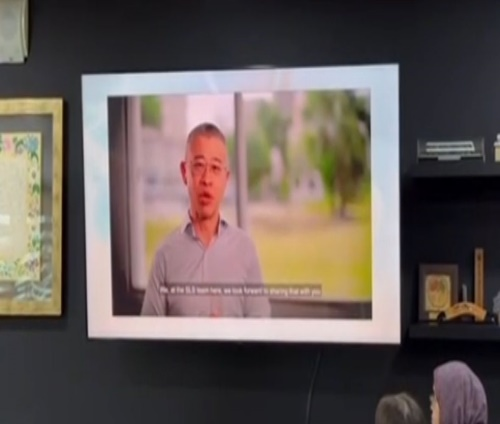 We, at the SLS team here, we look forward to sharing that with you